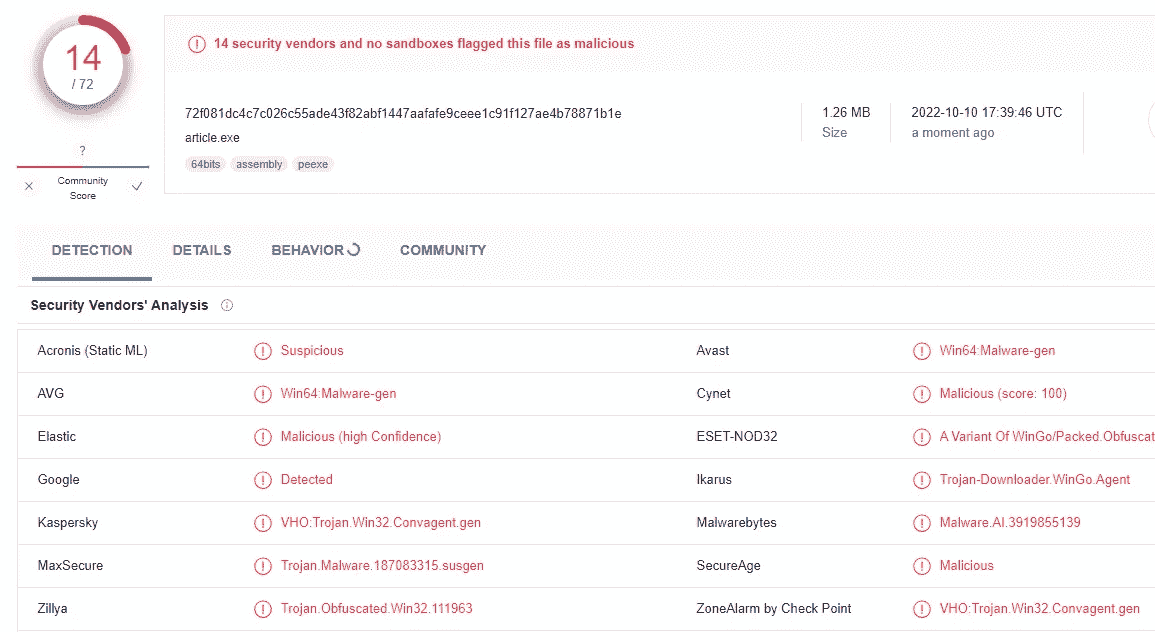 14
/ 72
?
Community
Score
14 security vendors and no sandboxes flagged this file as malicious
72f081dc4c7c026c55ade43f82abf1447aafafe9ceee1c91f127ae4b78871b1e
article.exe
64bits assembly peexe
1.26 MB
Size
2022-10-10 17:39:46 UTC
a moment ago
DETECTION DETAILS BEHAVIOR COMMUNITY
Security Vendors' Analysis
Acronis (Static ML) Suspicious Avast Win64:Malware-gen
AVG Win64:Malware-gen Cynet Malicious (score: 100)
Elastic Malicious (high Confidence) ESET-NOD32 A Variant Of WinGo/Packed.Obfuscat
Google Detected Ikarus Trojan-Downloader.WinGo.Agent
Kaspersky VHO:Trojan.Win32.Convagent.gen Malwarebytes Malware.AI.3919855139
MaxSecure Trojan.Malware.187083315.susgen SecureAge Malicious
Zillya Trojan.Obfuscated.Win32.111963 ZoneAlarm by Check Point VHO:Trojan.Win32.Convagent.gen